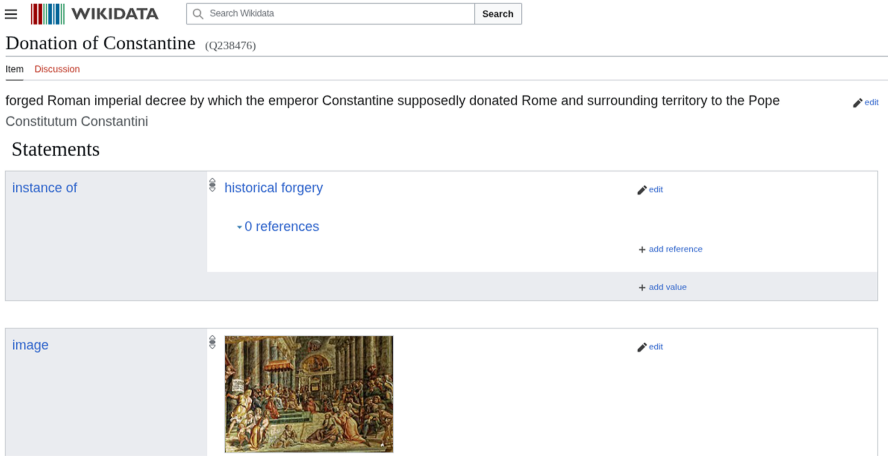 WIKIDATA
Search Wikidata
Search
Donation of Constantine (Q238476)
Item
Discussion
forged Roman imperial decree by which the emperor Constantine supposedly donated Rome and surrounding territory to the Pope
edit
Constitutum Constantini
Statements
instance of
historical forgery
edit
0 references
add reference
add value
image
edit